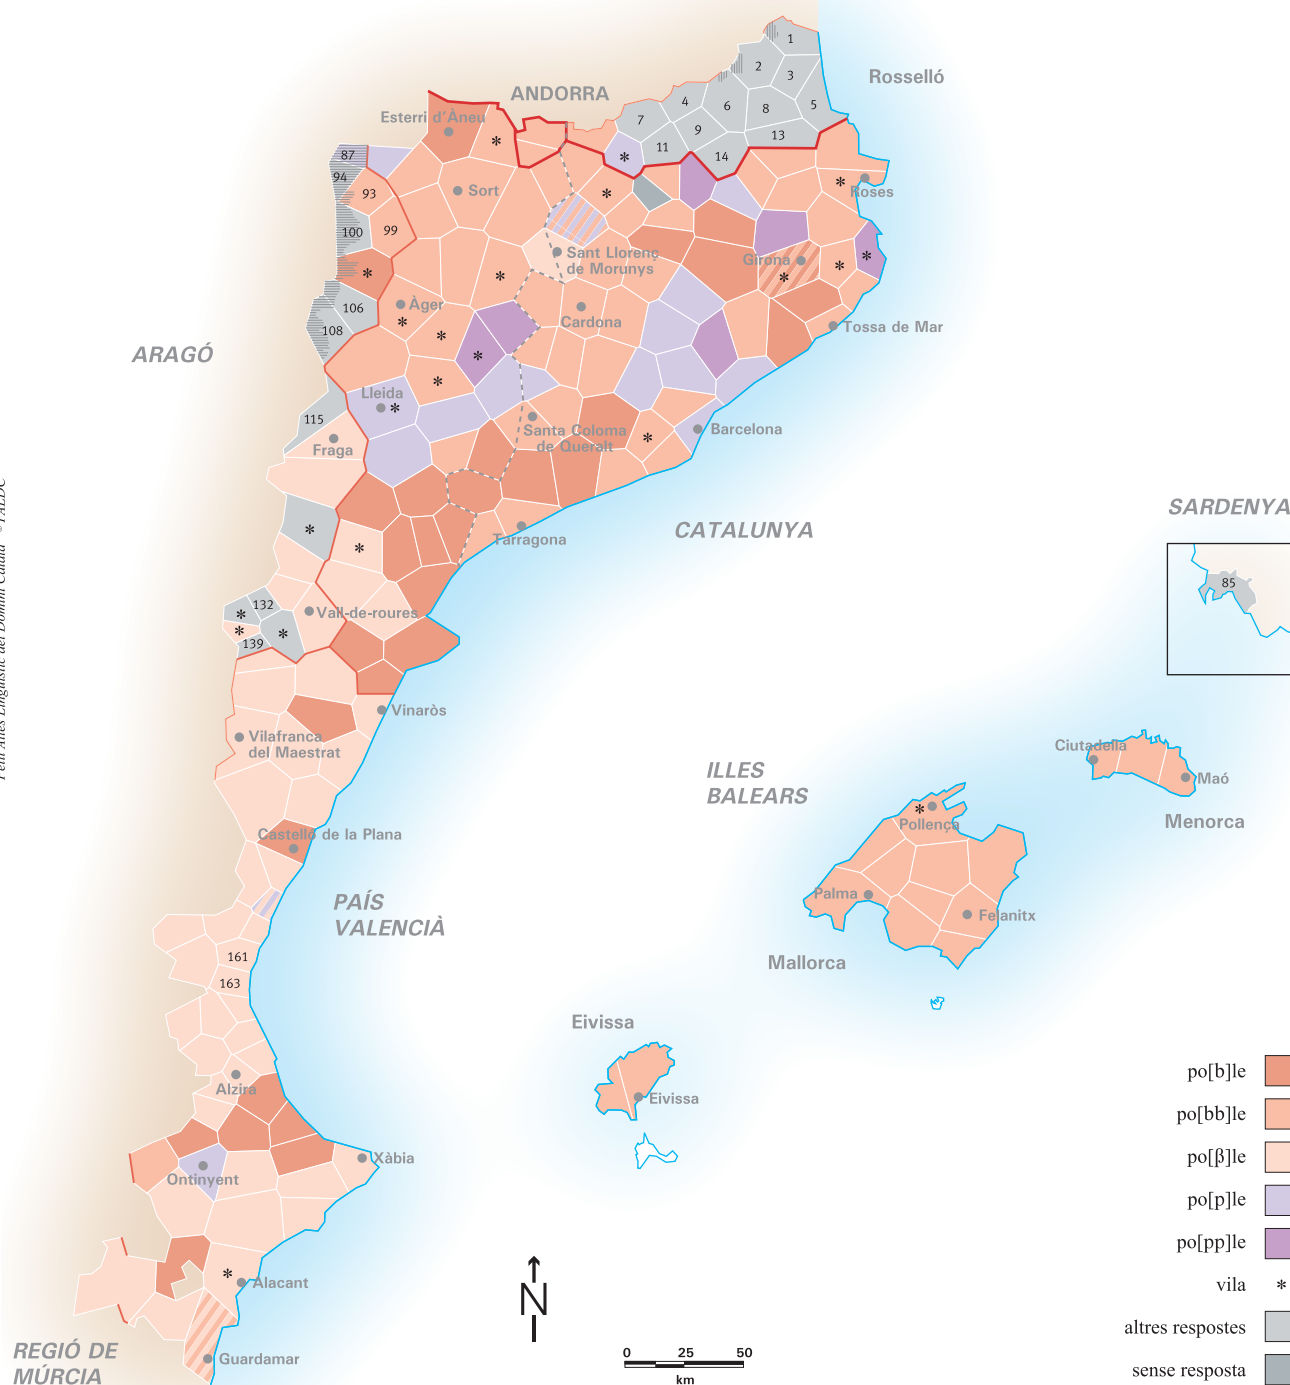 ANDORRA
Rosselló
1
2
3
4
5
6
7
8
9
11
13
14
Esterri d'Àneu
*
*
87
94
93
Sort
*
*
Roses
100
99
Sant Llorenç
de Morunys
Girona
*
*
*
*
*
106
108
Àger
*
*
*
Cardona
Tossa de Mar
ARAGÓ
*
Lleida
*
115
Fraga
Santa Coloma
de Queralt
*
Barcelona
*
*
Tarragona
CATALUNYA
SARDENYA
85
132
*
*
*
139
Vall-de-roures
Vinaròs
Vilafranca
del Maestrat
ILLES
BALEARS
Ciutadella
Maó
Menorca
*
Pollença
Castelló de la Plana
PAÍS
VALENCIÀ
Palma
Felanitx
Mallorca
161
163
Eivissa
Eivissa
Alzira
Xàbia
Ontinyent
*
Alacant
Guardamar
REGIÓ DE
MÚRCIA
N
0 25 50
km
po[b]le
po[bb]le
po[β]le
po[p]le
po[pp]le
vila *
altres respostes
sense resposta